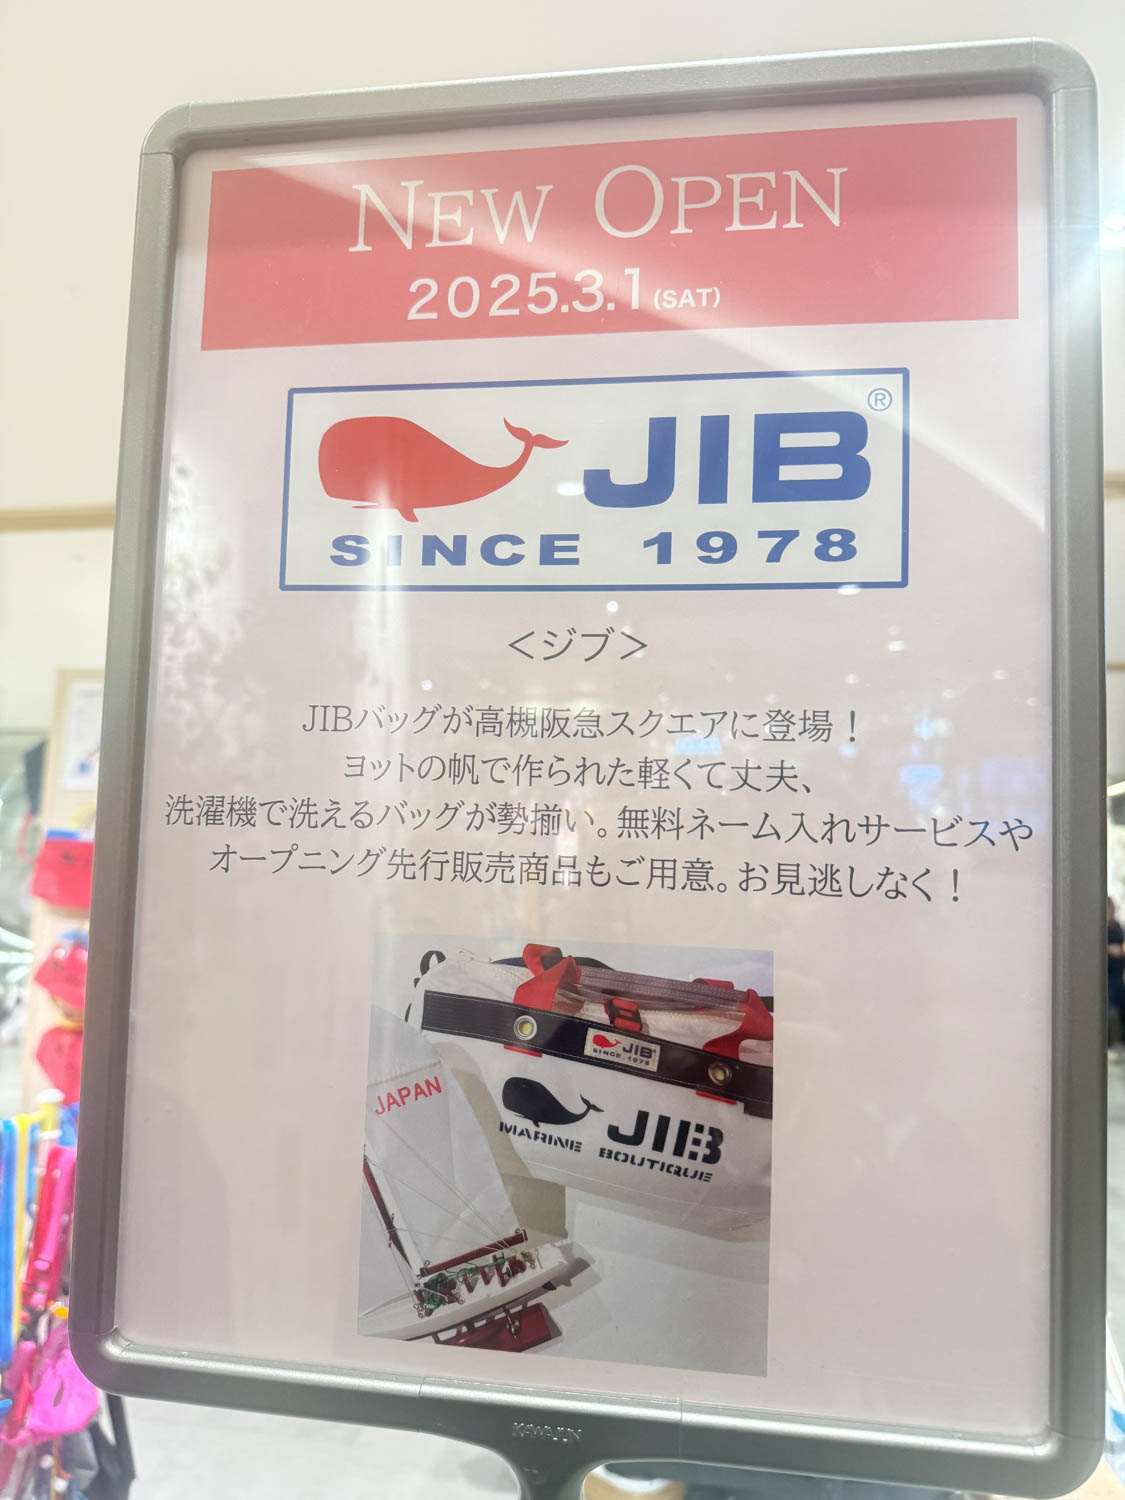 NEW OPEN
2025.3.1(SAT)
JIB®
SINCE 1978
<ジブ>
JIBバッグが高槻阪急スクエアに登場！
ヨットの帆で作られた軽くて丈夫、
洗濯機で洗えるバッグが勢揃い。無料ネーム入れサービスや
オープニング先行販売商品もご用意。お見逃しなく！
JIB
SINCE 1978
JAPAN
JIB
MARINE BOUTIQUE
KAWAJUN